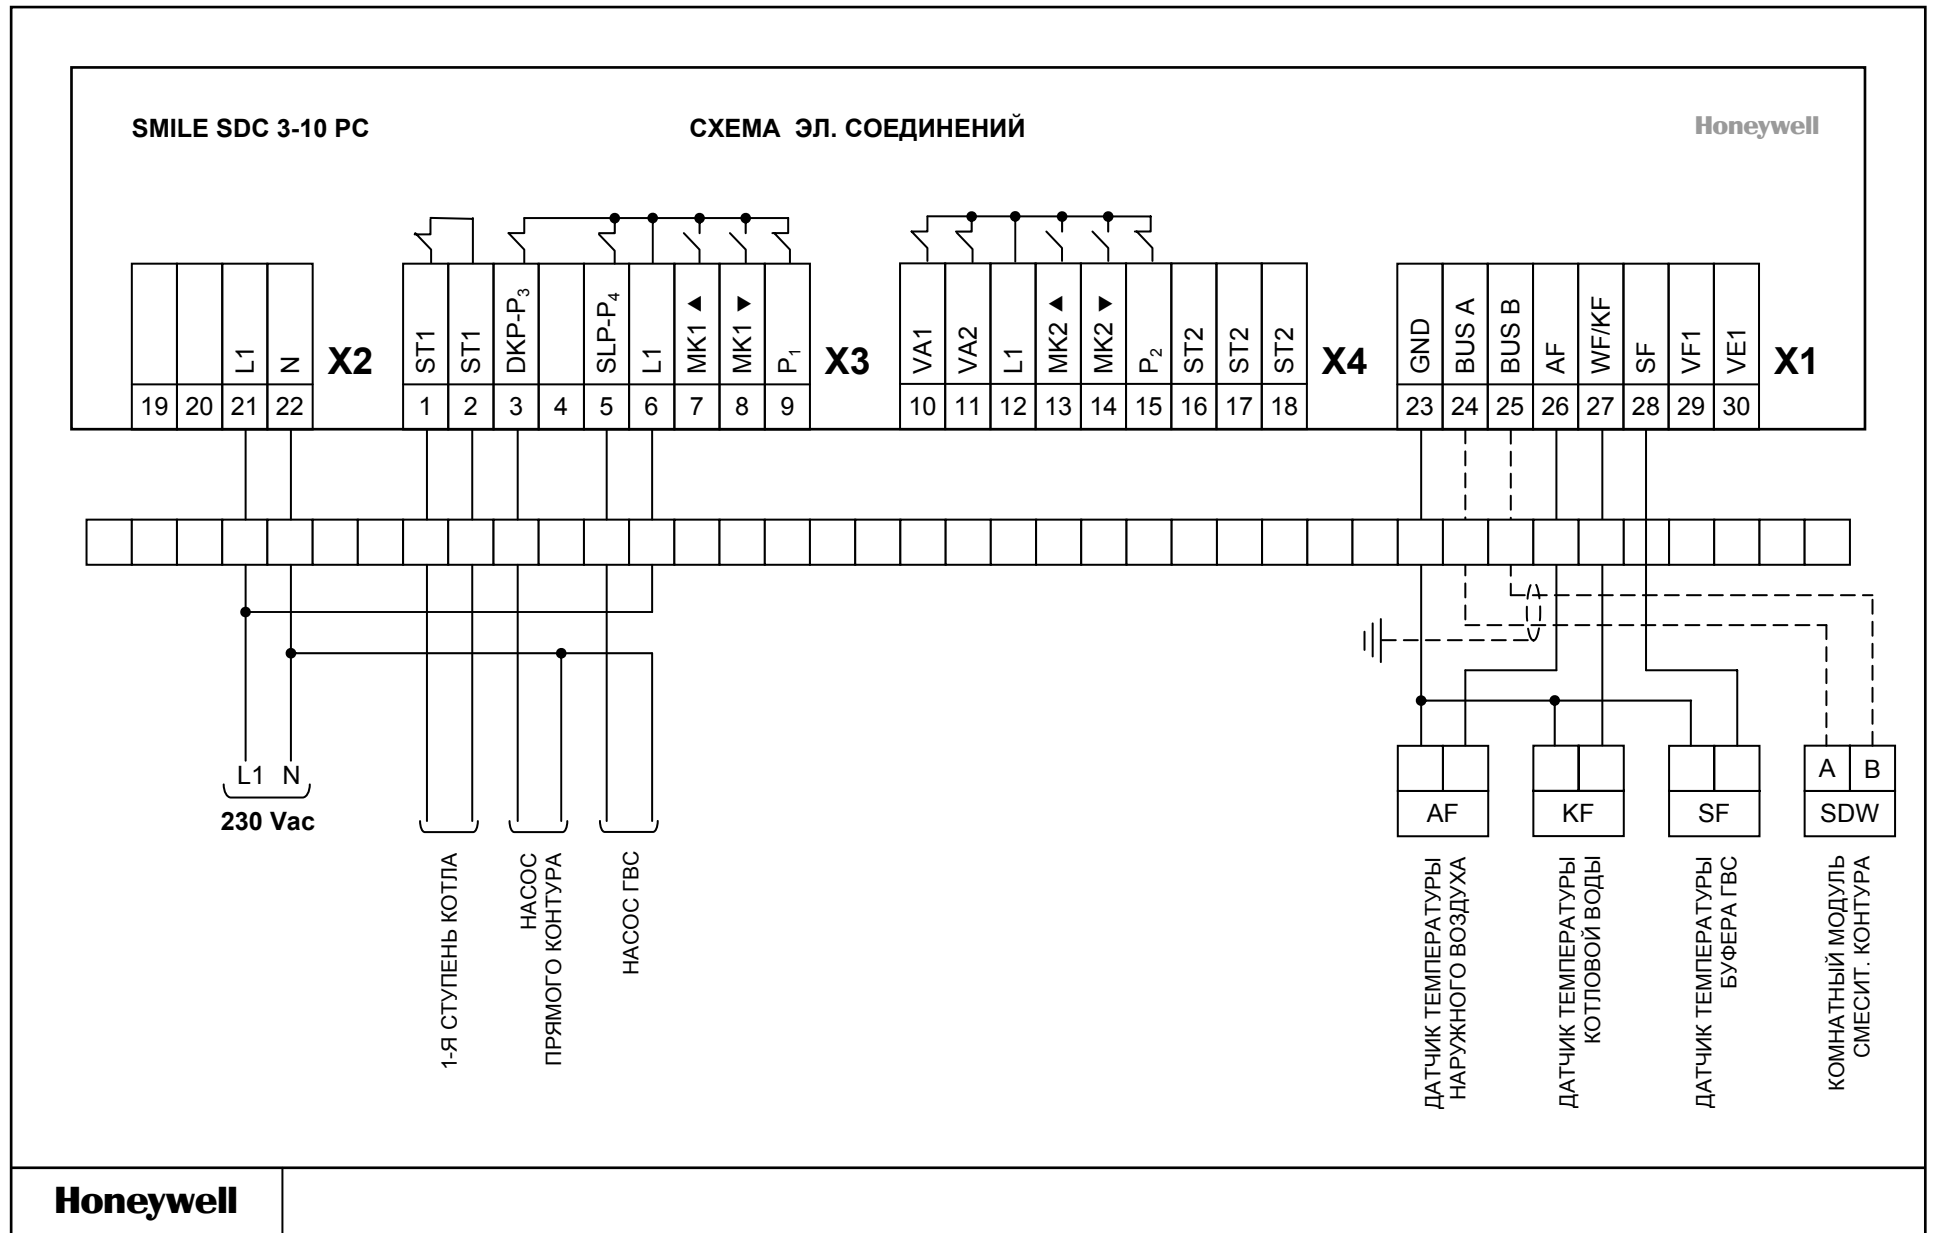 SMILE SDC 3-10 PC
СХЕМА ЭЛ. СОЕДИНЕНИЙ
Honeywell
L1
N
X2
ST1
ST1
DKP-P3
SLP-P4
L1
MK1 ▲
MK1 ▼
P1
X3
VA1
VA2
L1
MK2 ▲
MK2 ▼
P2
ST2
ST2
ST2
X4
GND
BUS A
BUS B
AF
WF/KF
SF
VF1
VE1
X1
19 20 21 22
1 2 3 4 5 6 7 8 9
10 11 12 13 14 15 16 17 18
23 24 25 26 27 28 29 30
L1 N
230 Vac
1-Я СТУПЕНЬ КОТЛА
НАСОС
ПРЯМОГО КОНТУРА
НАСОС ГВС
AF
KF
SF
A B
SDW
ДАТЧИК ТЕМПЕРАТУРЫ
НАРУЖНОГО ВОЗДУХА
ДАТЧИК ТЕМПЕРАТУРЫ
КОТЛОВОЙ ВОДЫ
ДАТЧИК ТЕМПЕРАТУРЫ
БУФЕРА ГВС
КОМНАТНЫЙ МОДУЛЬ
СМЕСИТ. КОНТУРА
Honeywell